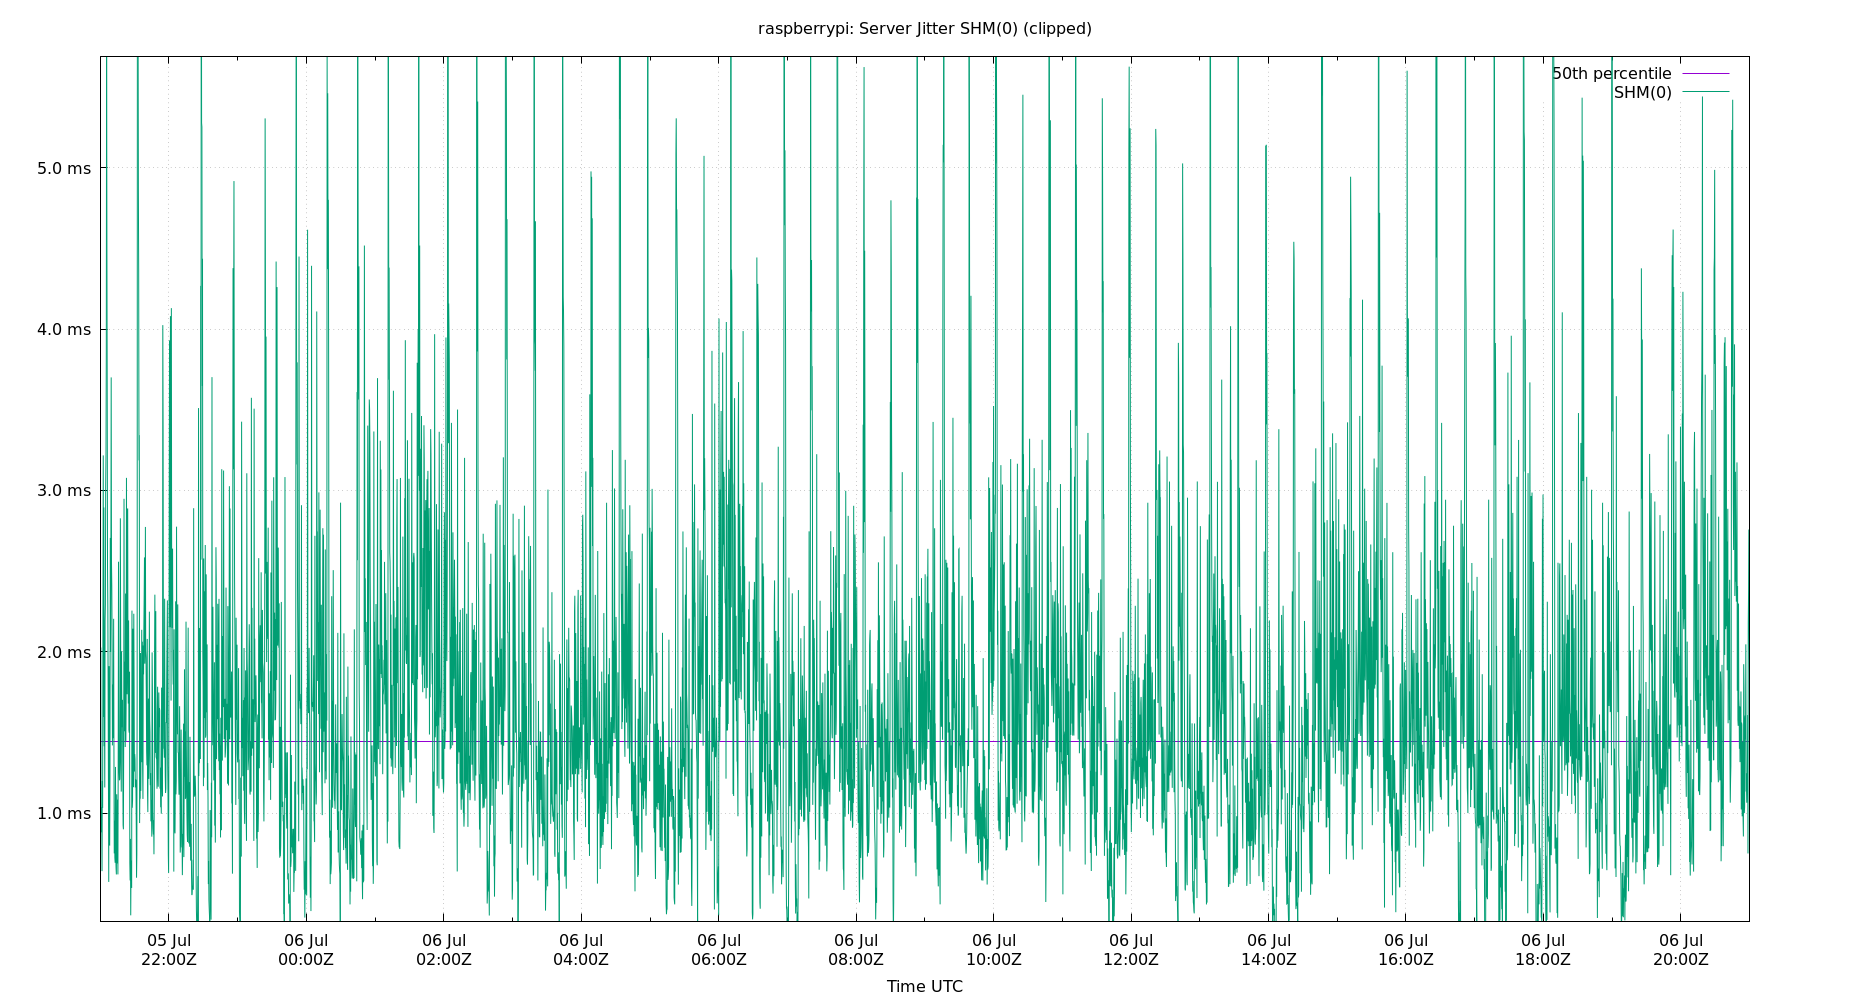 raspberrypi: Server Jitter SHM(0) (clipped)
50th percentile
SHM(0)
5.0 ms
4.0 ms
3.0 ms
2.0 ms
1.0 ms
05 Jul 06 Jul 06 Jul 06 Jul 06 Jul 06 Jul 06 Jul 06 Jul 06 Jul 06 Jul 06 Jul 06 Jul
22:00Z 00:00Z 02:00Z 04:00Z 06:00Z 08:00Z 10:00Z 12:00Z 14:00Z 16:00Z 18:00Z 20:00Z
Time UTC